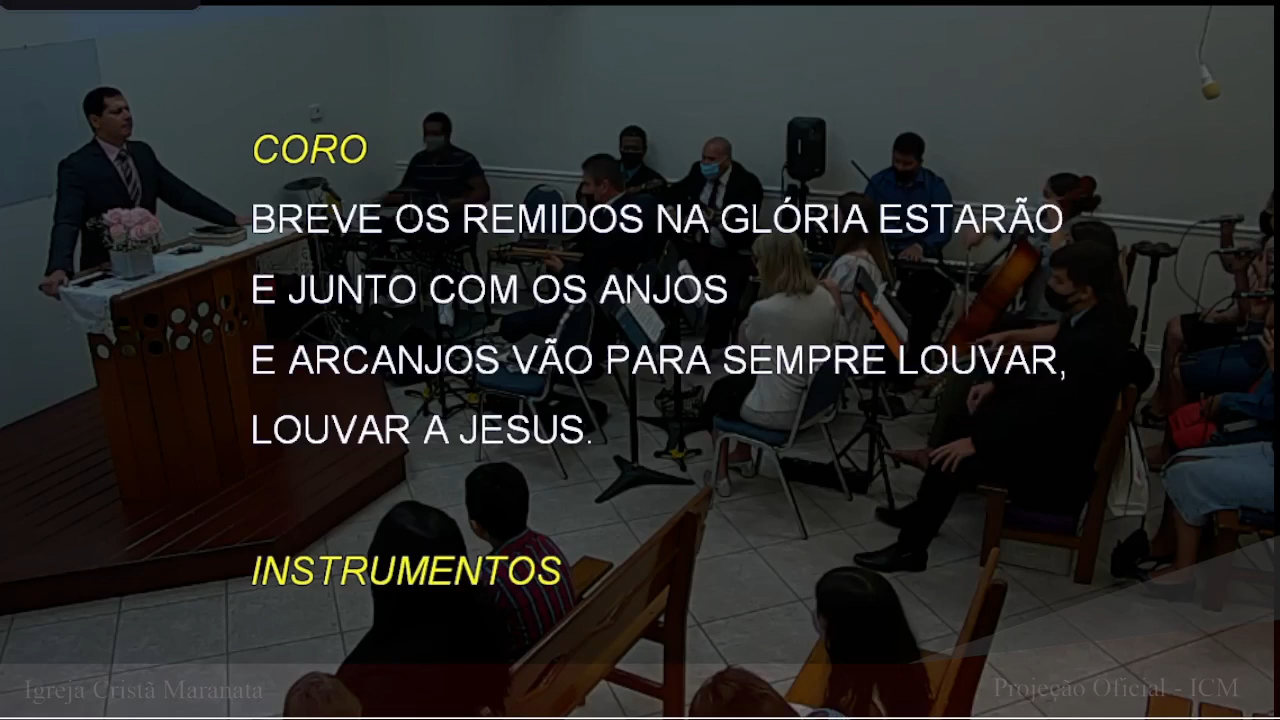 CORO
BREVE OS REMIDOS NA GLÓRIA ESTARÃO
E JUNTO COM OS ANJOS
E ARCANJOS VÃO PARA SEMPRE LOUVAR,
LOUVAR A JESUS.
INSTRUMENTOS
Igreja Cristã Maranata
Projeção Oficial - ICM